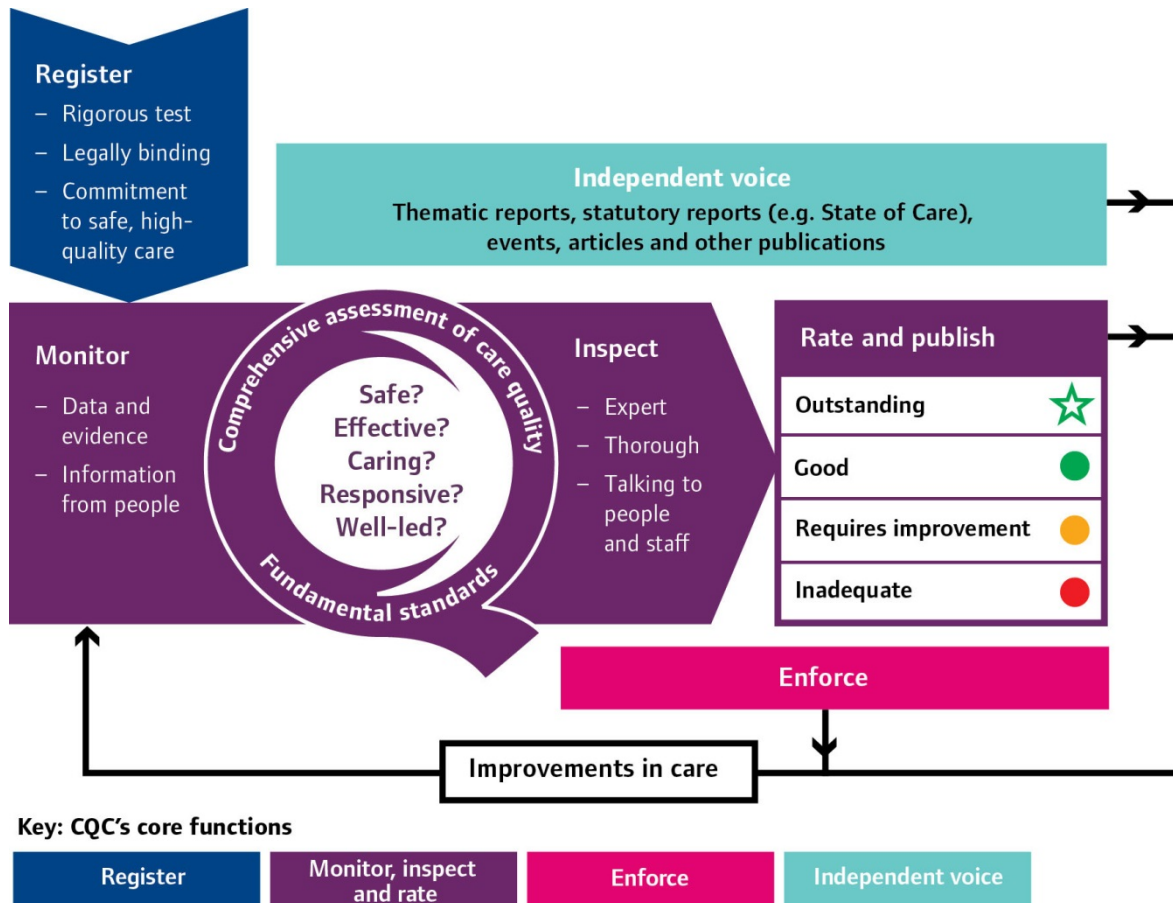 Register
– Rigorous test
– Legally binding
– Commitment
to safe, high-
quality care
Independent voice
Thematic reports, statutory reports (e.g. State of Care),
events, articles and other publications
Monitor
– Data and
evidence
– Information
from people
Comprehensive assessment of care quality
Safe?
Effective?
Caring?
Responsive?
Well-led?
Fundamental standards
Inspect
– Expert
– Thorough
– Talking to
people
and staff
Rate and publish
Outstanding
Good
Requires improvement
Inadequate
Enforce
Improvements in care
Key: CQC’s core functions
Register
Monitor, inspect
and rate
Enforce
Independent voice